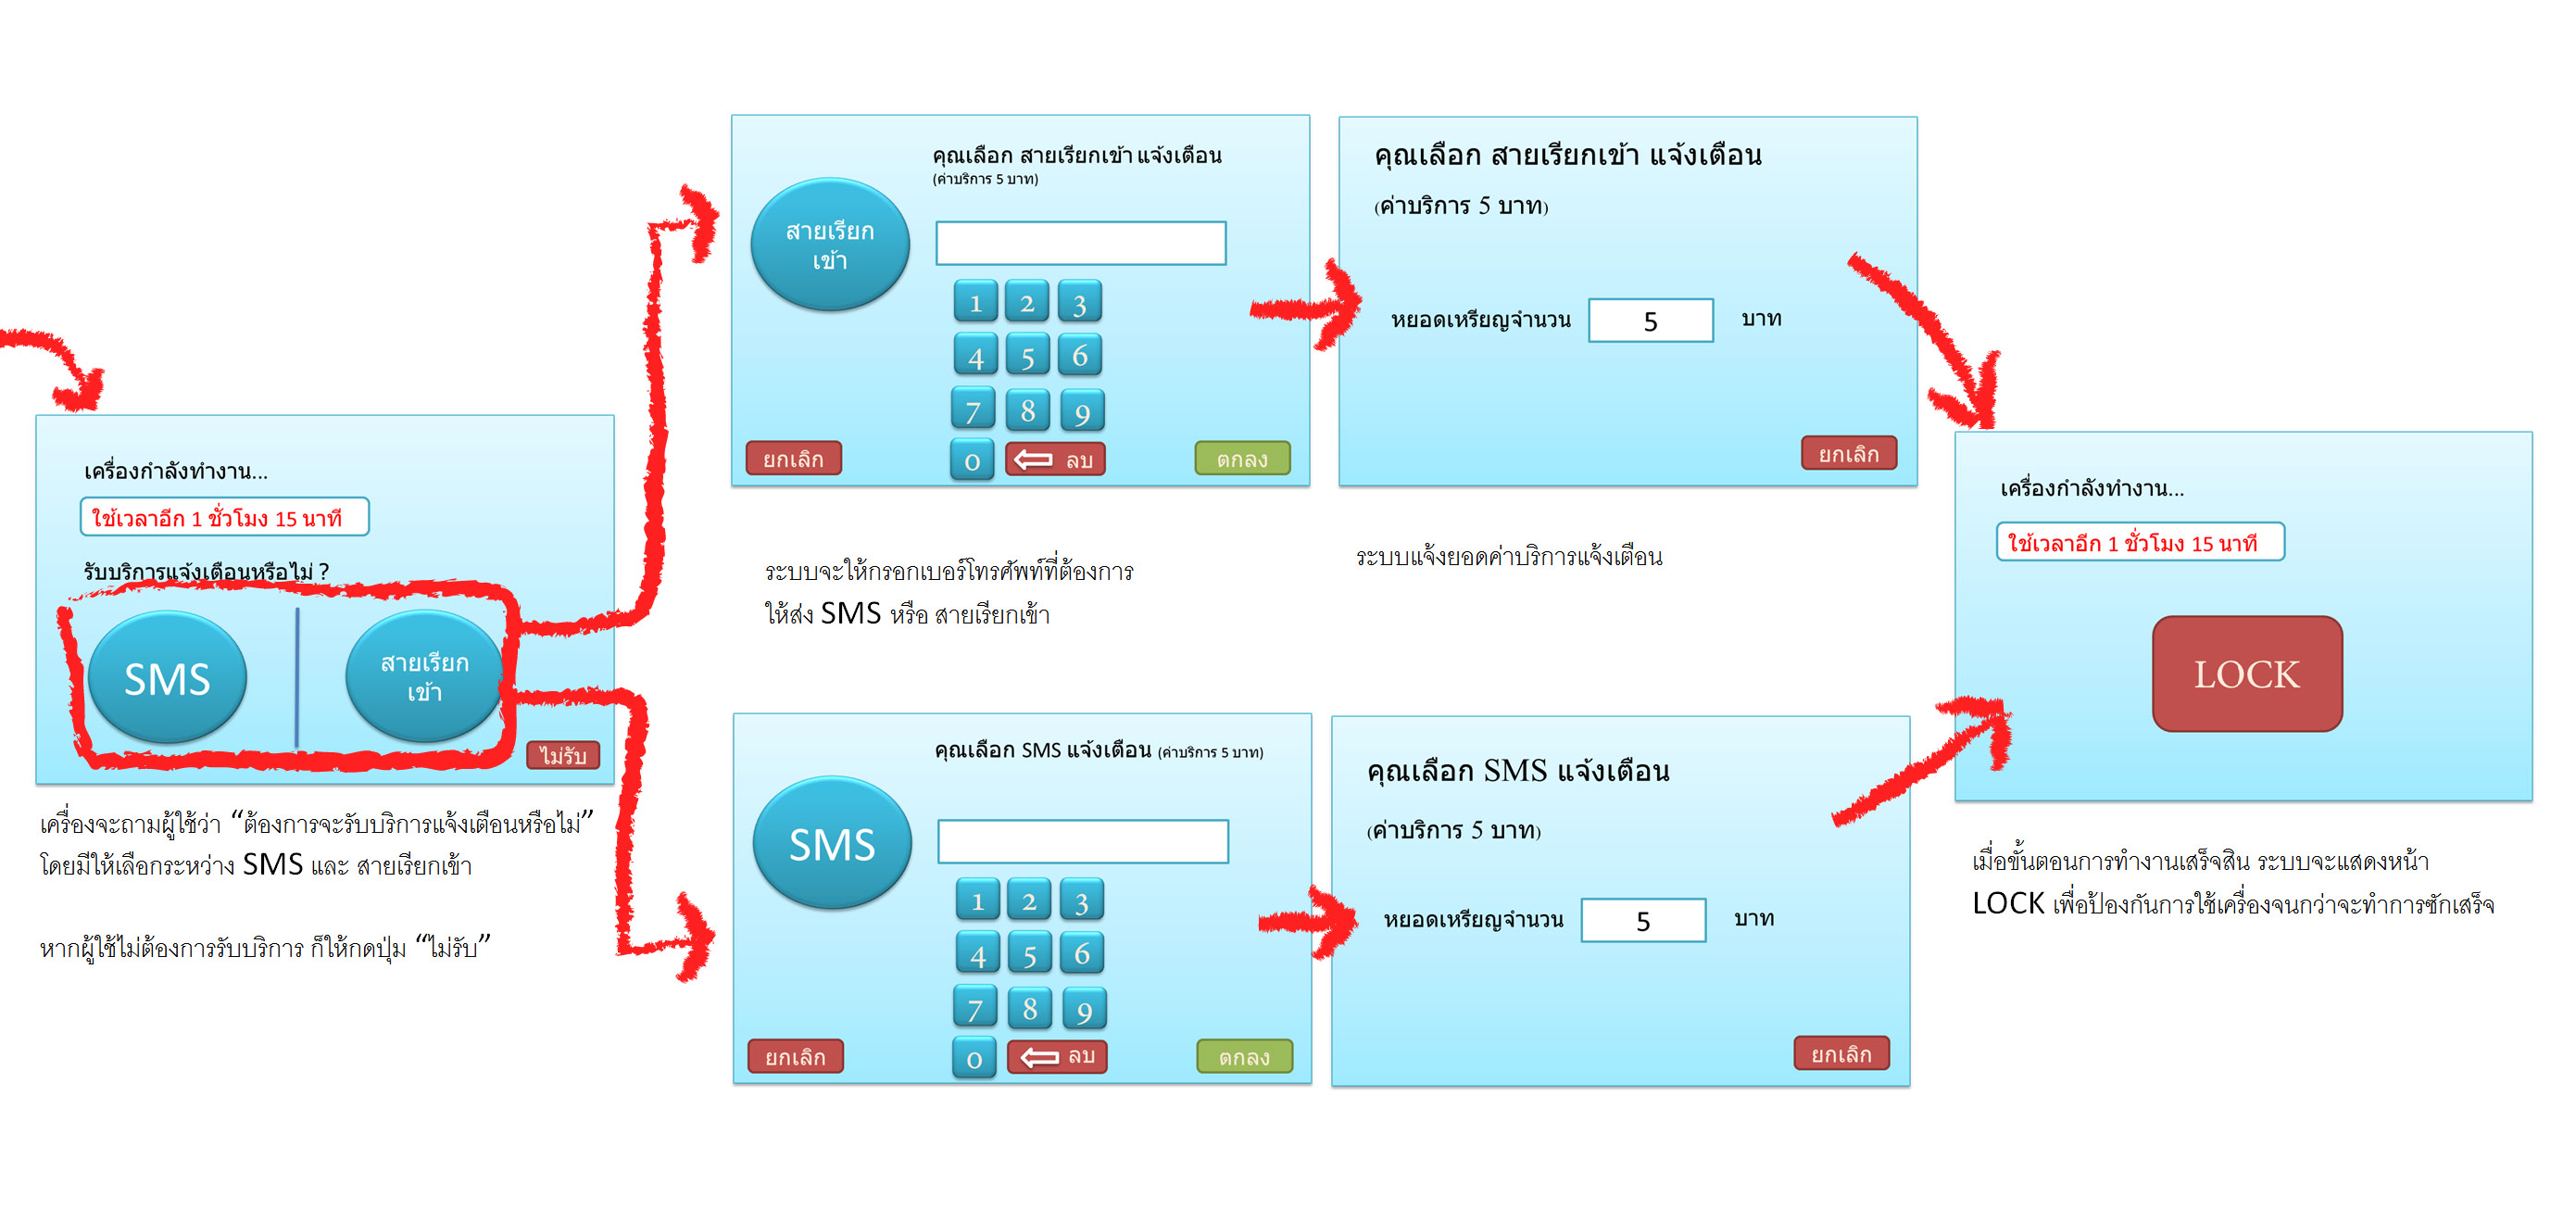 เครื่องกำลังทำงาน...
ใช้เวลาอีก 1 ชั่วโมง 15 นาที
รับบริการแจ้งเตือนหรือไม่ ?
SMS
สายเรียก
เข้า
ไม่รับ
เครื่องจะถามผู้ใช้ว่า “ต้องการจะรับบริการแจ้งเตือนหรือไม่”
โดยมีให้เลือกระหว่าง SMS และ สายเรียกเข้า
หากผู้ใช้ไม่ต้องการรับบริการ ก็ให้กดปุ่ม “ไม่รับ”
คุณเลือก สายเรียกเข้า แจ้งเตือน
(ค่าบริการ 5 บาท)
สายเรียก
เข้า
1 2 3
4 5 6
7 8 9
0 ลบ
ยกเลิก
ตกลง
ระบบจะให้กรอกเบอร์โทรศัพท์ที่ต้องการ
ให้ส่ง SMS หรือ สายเรียกเข้า
คุณเลือก สายเรียกเข้า แจ้งเตือน
(ค่าบริการ 5 บาท)
หยอดเหรียญจำนวน 5 บาท
ยกเลิก
ระบบแจ้งยอดค่าบริการแจ้งเตือน
คุณเลือก SMS แจ้งเตือน (ค่าบริการ 5 บาท)
SMS
1 2 3
4 5 6
7 8 9
0 ลบ
ยกเลิก
ตกลง
คุณเลือก SMS แจ้งเตือน
(ค่าบริการ 5 บาท)
หยอดเหรียญจำนวน 5 บาท
ยกเลิก
เครื่องกำลังทำงาน...
ใช้เวลาอีก 1 ชั่วโมง 15 นาที
LOCK
เมื่อขั้นตอนการทำงานเสร็จสิน ระบบจะแสดงหน้า
LOCK เพื่อป้องกันการใช้เครื่องจนกว่าจะทำการซักเสร็จ